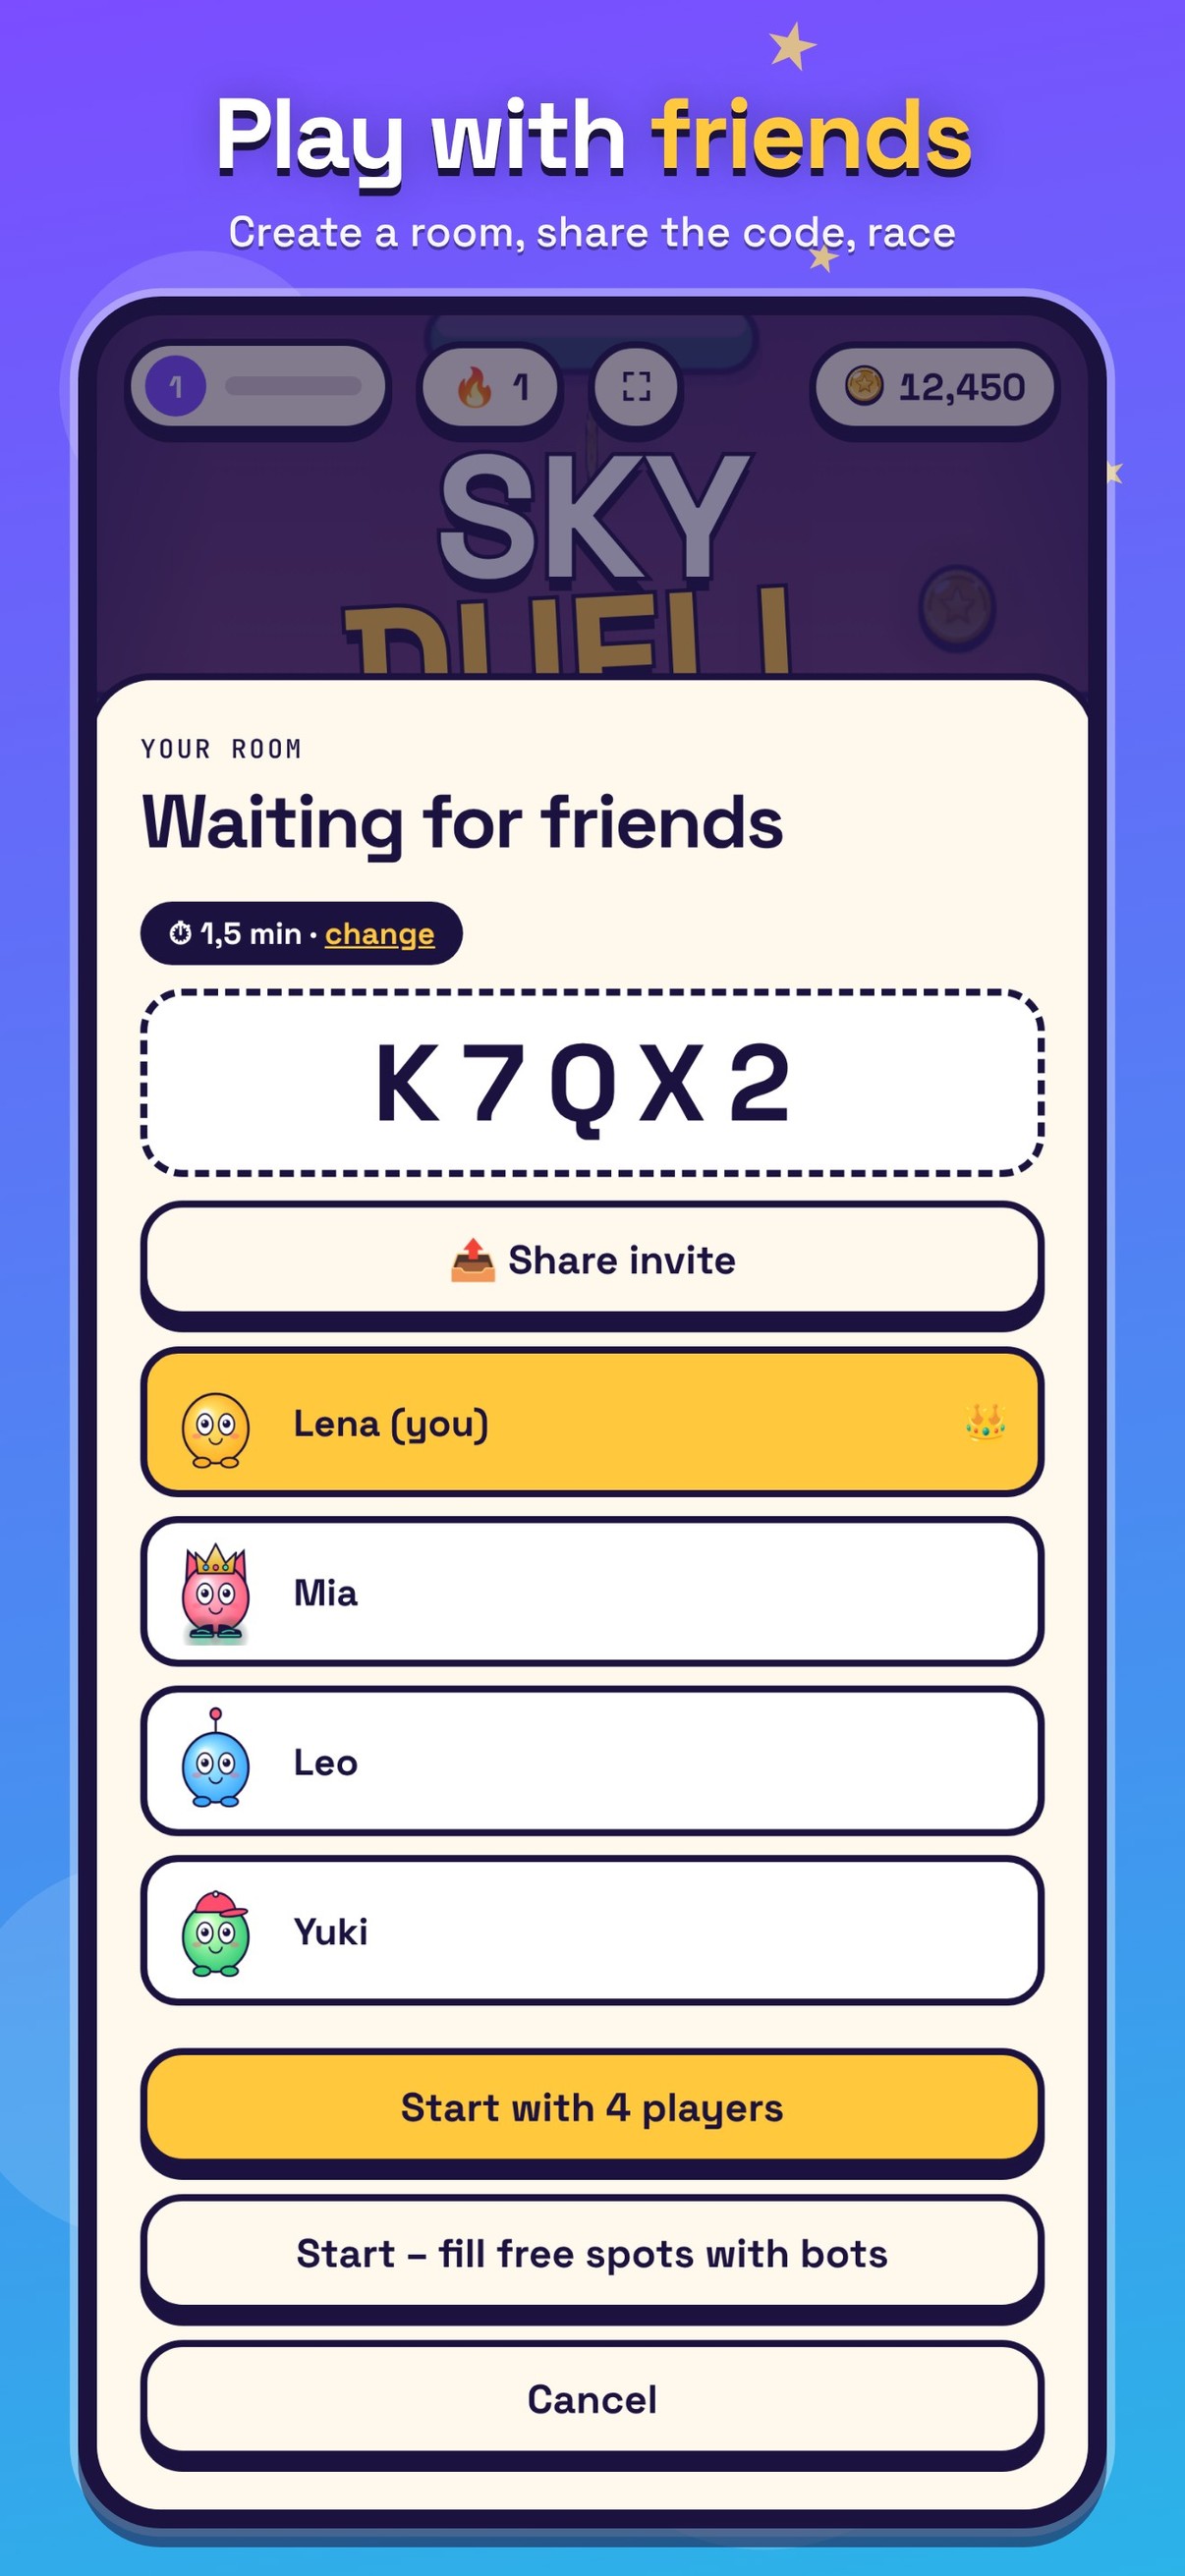 Play with friends
Create a room, share the code, race
1
🔥 1
12,450
SKY
DUELL
YOUR ROOM
Waiting for friends
⏱ 1,5 min · change
K7QX2
📤 Share invite
Lena (you)
Mia
Leo
Yuki
Start with 4 players
Start – fill free spots with bots
Cancel